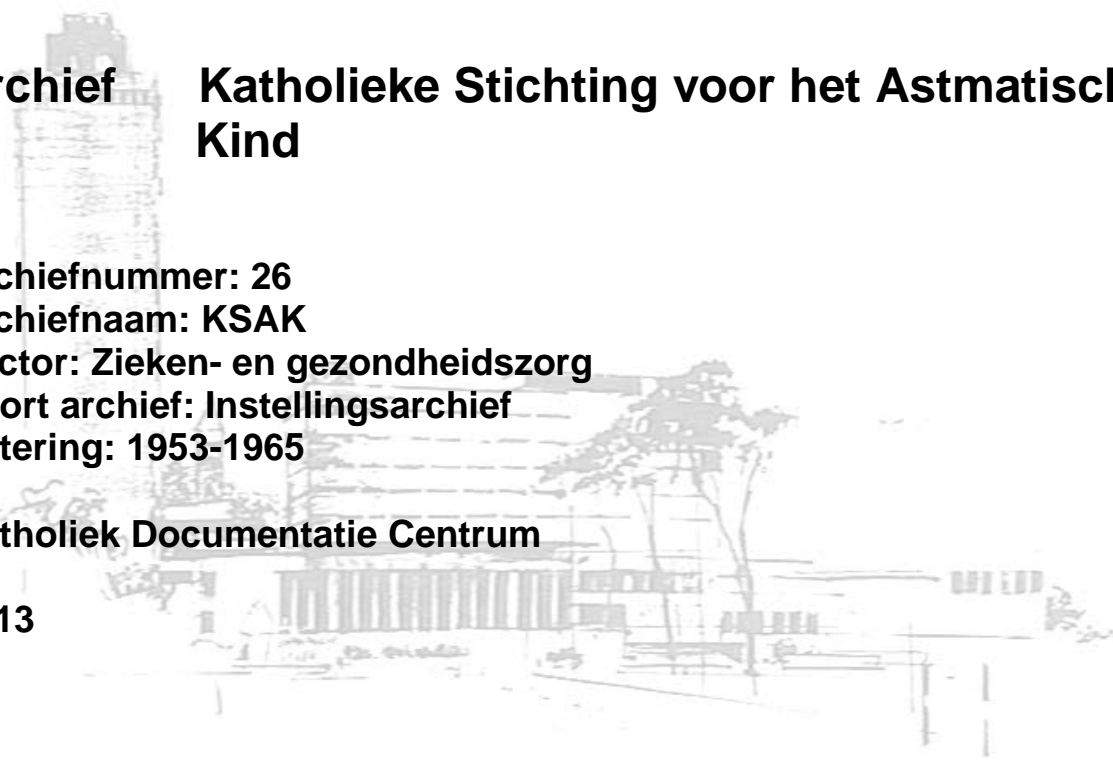 rchief Katholieke Stichting voor het Astmatisch
Kind
chiefnummer: 26
chiefnaam: KSAK
ctor: Zieken- en gezondheidszorg
ort archief: Instellingsarchief
tering: 1953-1965
tholiek Documentatie Centrum
13